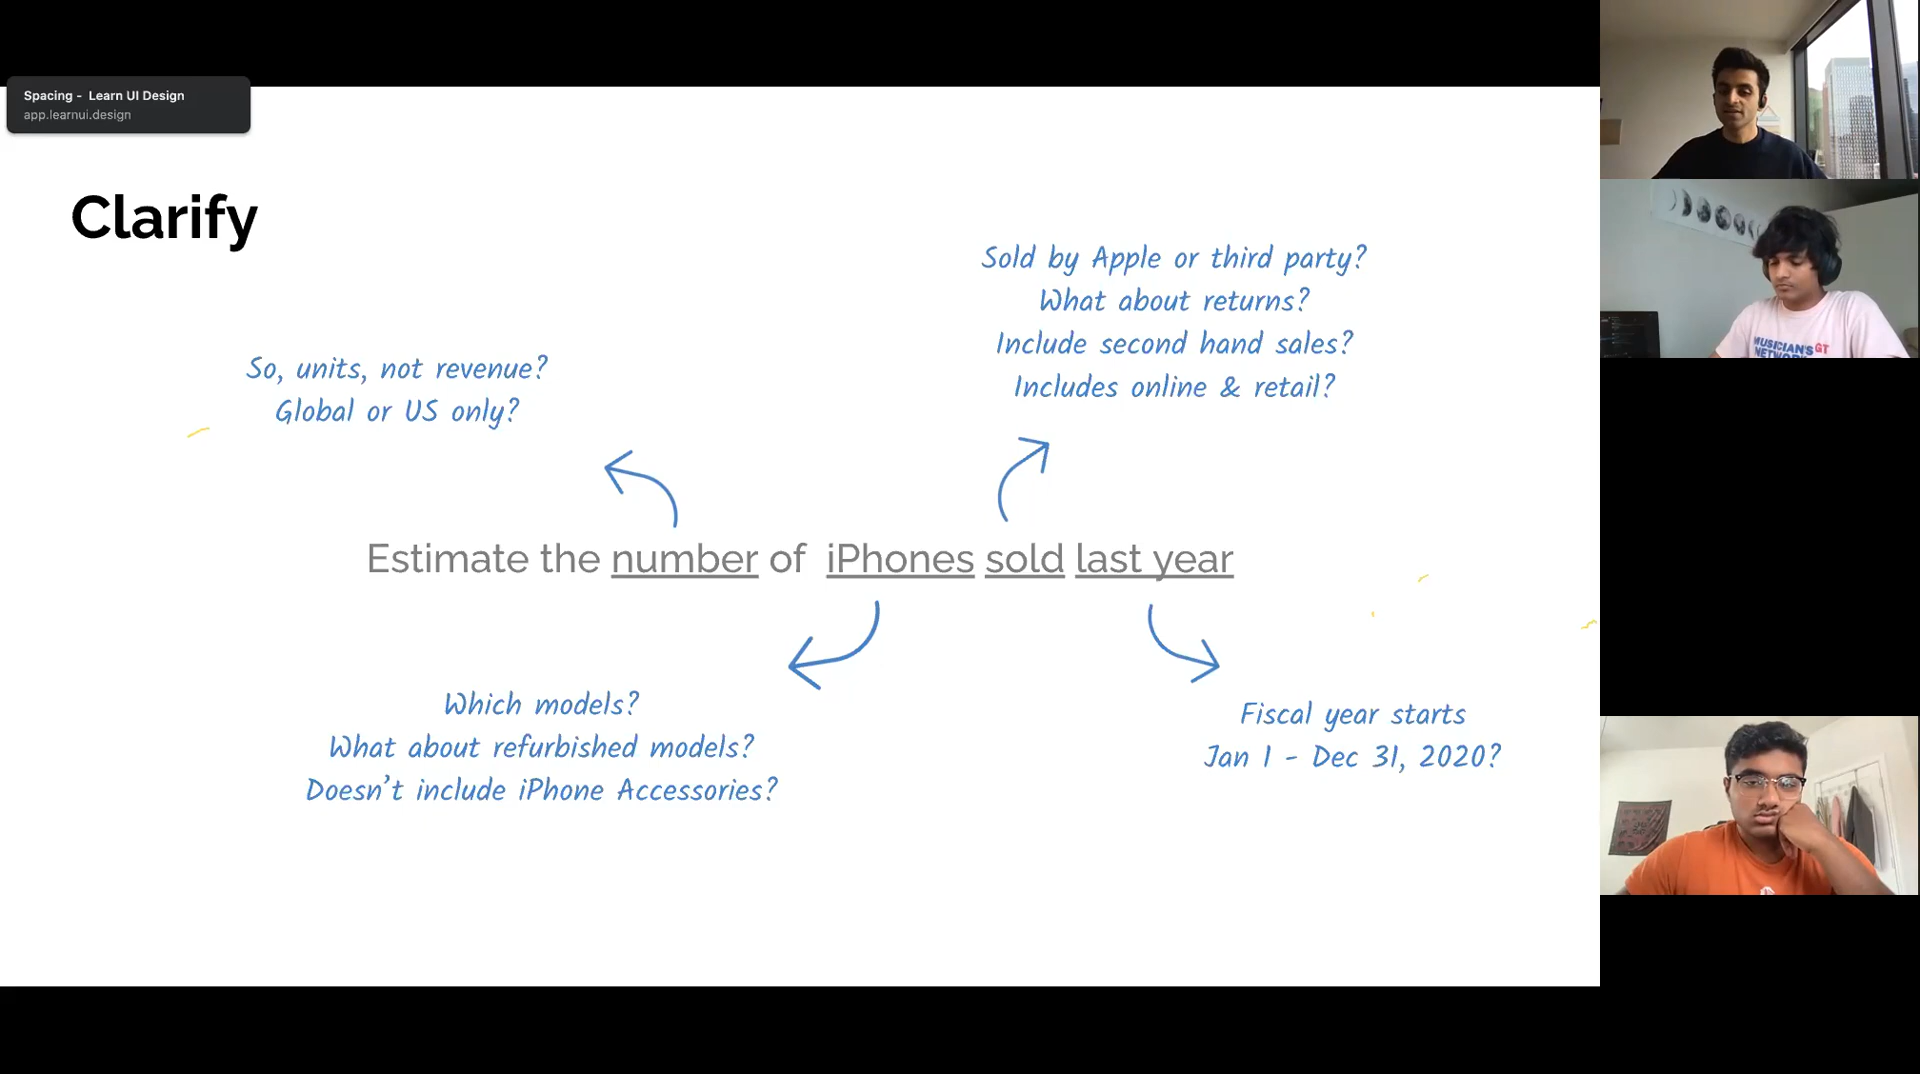 Spacing - Learn UI Design
app.learnui.design
Clarify
Sold by Apple or third party?
What about returns?
Include second hand sales?
Includes online & retail?
So, units, not revenue?
Global or US only?
Estimate the number of iPhones sold last year
Which models?
What about refurbished models?
Doesn't include iPhone Accessories?
Fiscal year starts
Jan 1 - Dec 31, 2020?
MUSICIAN'S GT
NETWORK